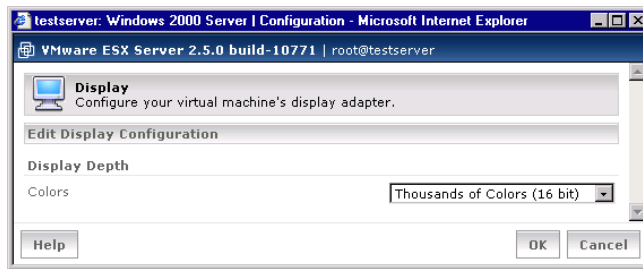 testserver: Windows 2000 Server | Configuration - Microsoft Internet Explorer
VMware ESX Server 2.5.0 build-10771 | root@testserver
Display
Configure your virtual machine's display adapter.
Edit Display Configuration
Display Depth
Colors Thousands of Colors (16 bit)
Help OK Cancel